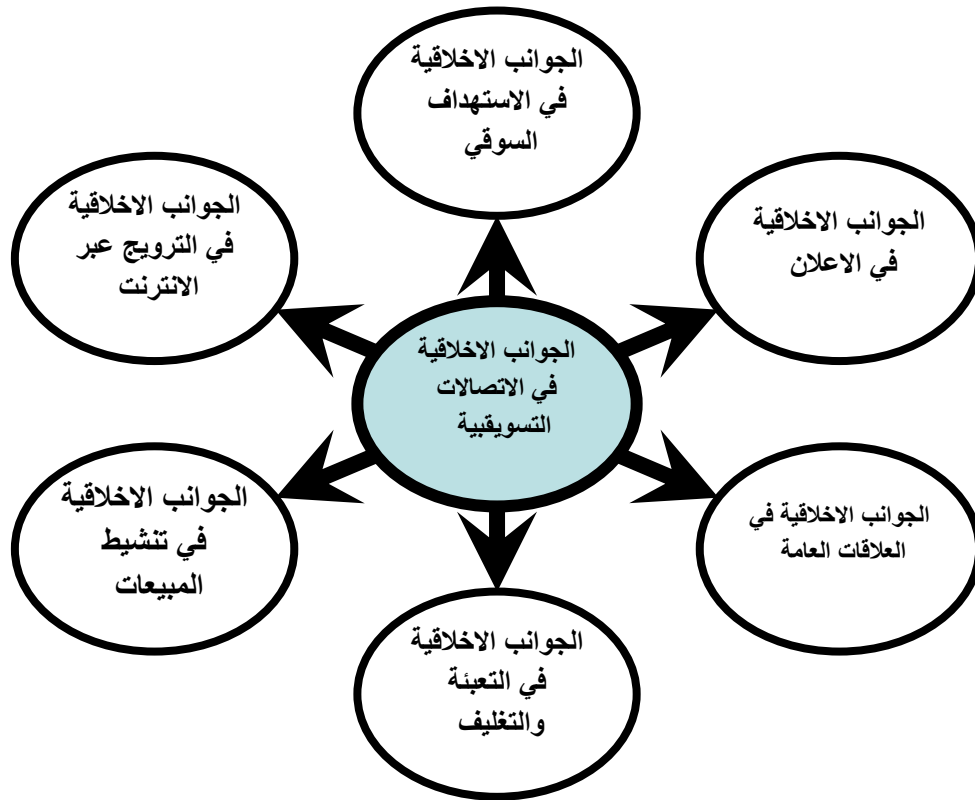 الجوانب الاخلاقية
في الاستهداف
السوقي
الجوانب الاخلاقية
في الاعلان
الجوانب الاخلاقية
في الترويج عبر
الانترنت
الجوانب الاخلاقية
في الاتصالات
التسويقبية
الجوانب الاخلاقية في
العلاقات العامة
الجوانب الاخلاقية
في تنشيط
المبيعات
الجوانب الاخلاقية
في التعبئة
والتغليف